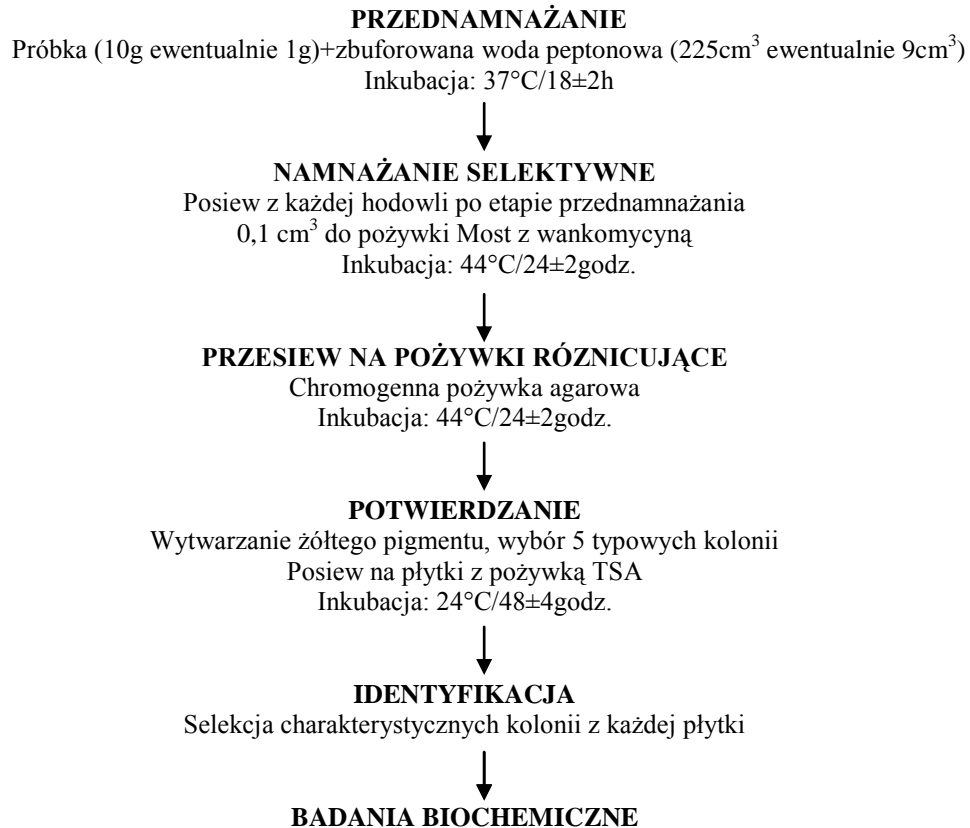 PRZEDNAMNAŻANIE
Próbka (10g ewentualnie 1g)+zbuforowana woda peptonowa (225cm³ ewentualnie 9cm³)
Inkubacja: 37°C/18±2h
NAMNAŻANIE SELEKTYWNE
Posiew z każdej hodowli po etapie przednamnażania
0,1 cm³ do pożywki Most z wankomycyną
Inkubacja: 44°C/24±2godz.
PRZESIEW NA POŻYWKI RÓZNICUJĄCE
Chromogenna pożywka agarowa
Inkubacja: 44°C/24±2godz.
POTWIERDZANIE
Wytwarzanie żółtego pigmentu, wybór 5 typowych kolonii
Posiew na płytki z pożywką TSA
Inkubacja: 24°C/48±4godz.
IDENTYFIKACJA
Selekcja charakterystycznych kolonii z każdej płytki
BADANIA BIOCHEMICZNE